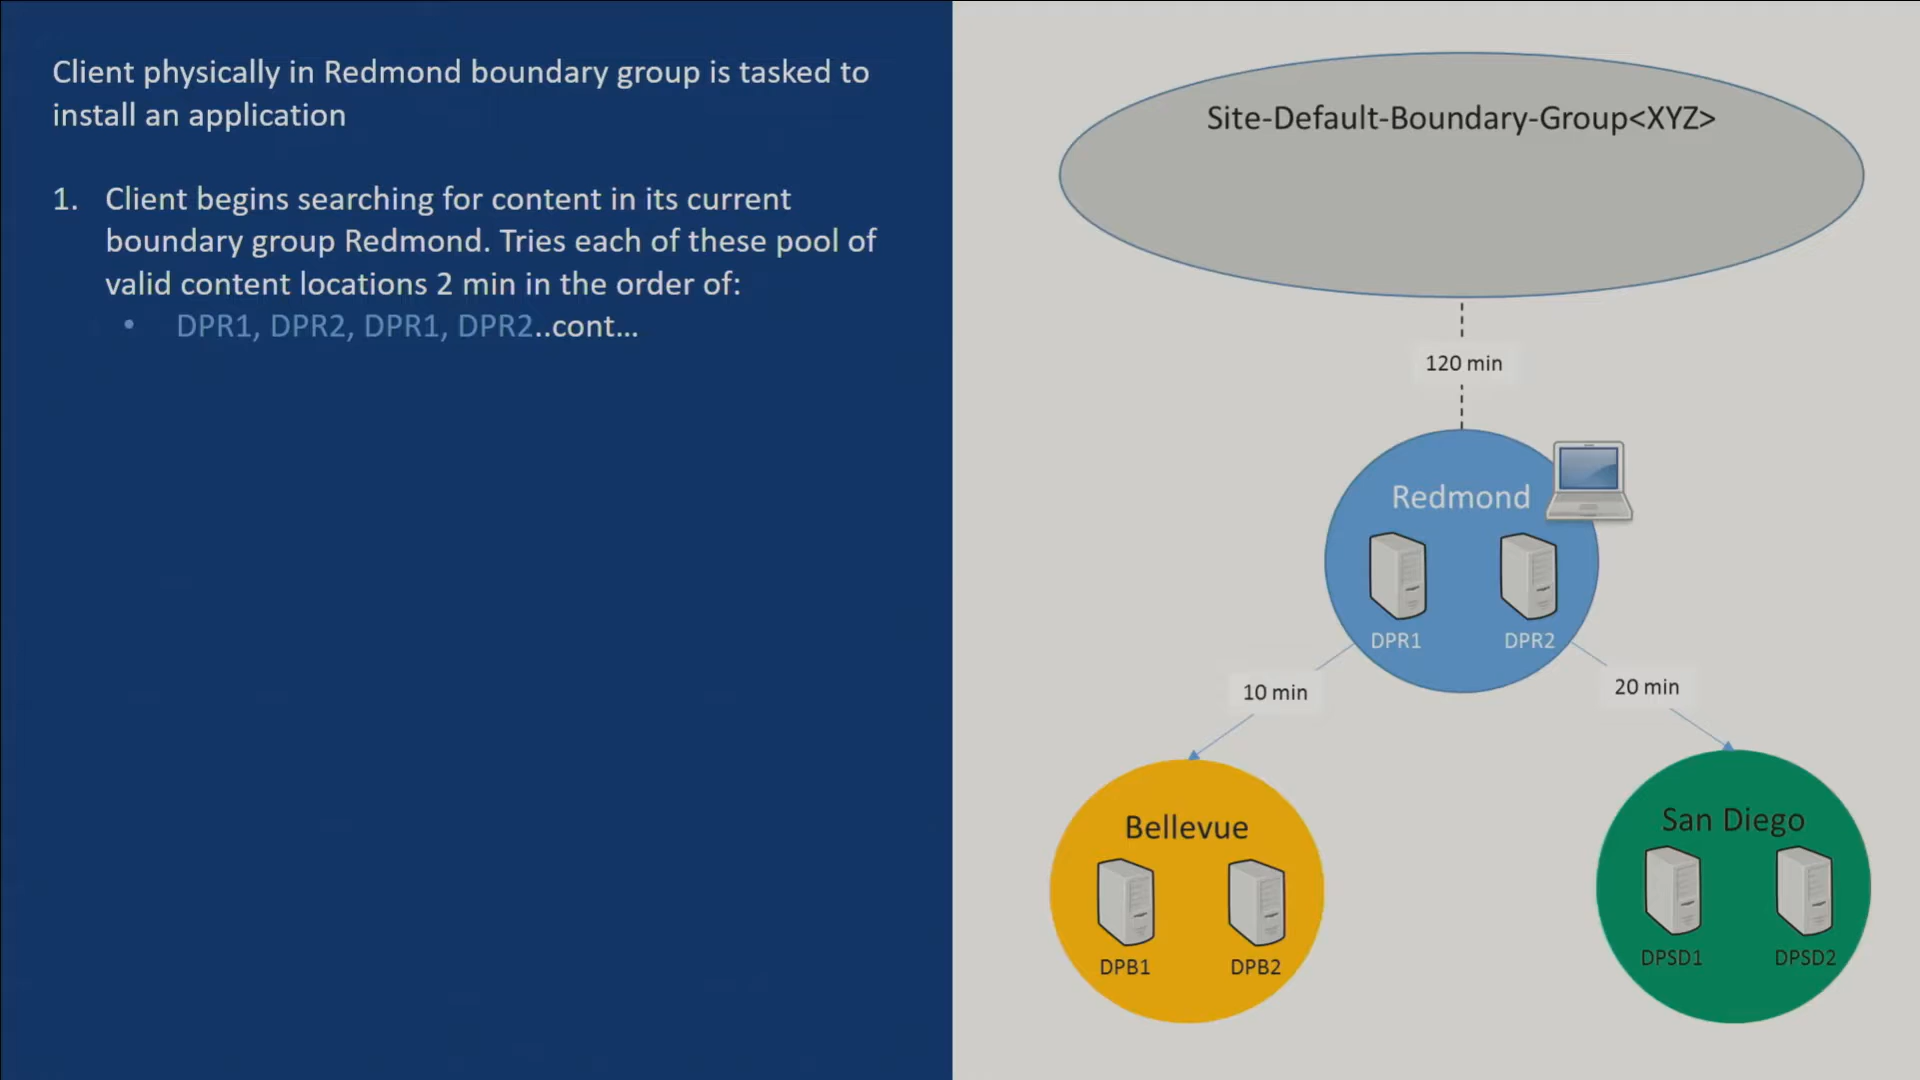 Client physically in Redmond boundary group is tasked to
install an application
1. Client begins searching for content in its current
boundary group Redmond. Tries each of these pool of
valid content locations 2 min in the order of:
• DPR1, DPR2, DPR1, DPR2..cont...
Site-Default-Boundary-Group<XYZ>
120 min
Redmond
DPR1 DPR2
10 min
20 min
Bellevue
DPB1 DPB2
San Diego
DPSD1 DPSD2